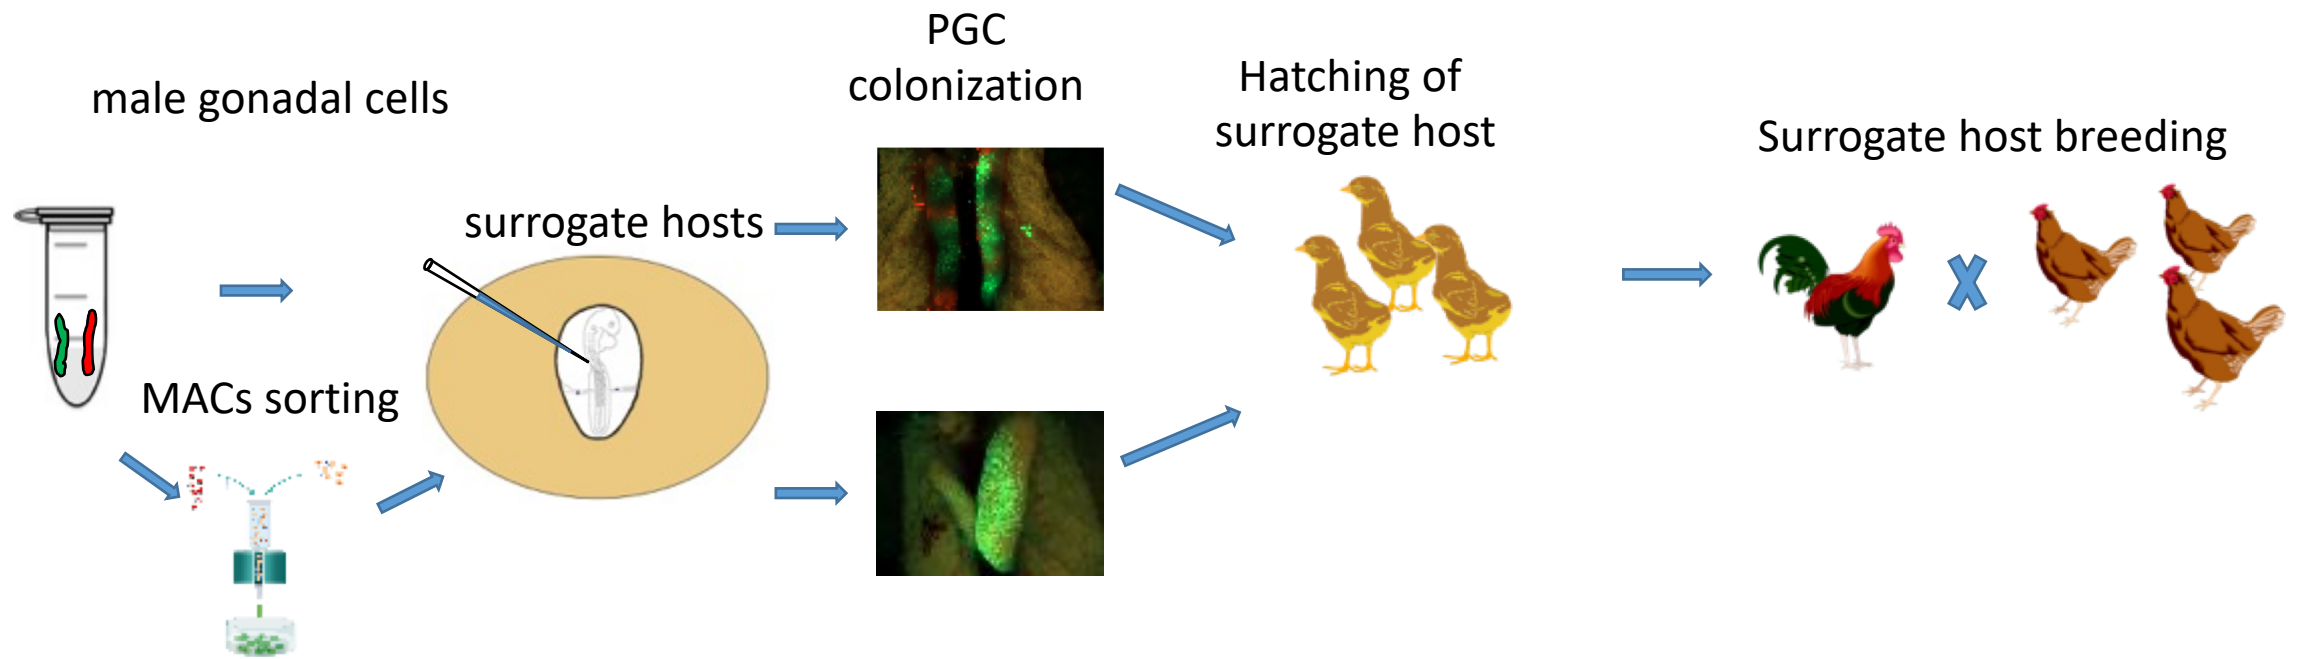 male gonadal cells
MACs sorting
surrogate hosts
PGC
colonization
Hatching of
surrogate host
Surrogate host breeding